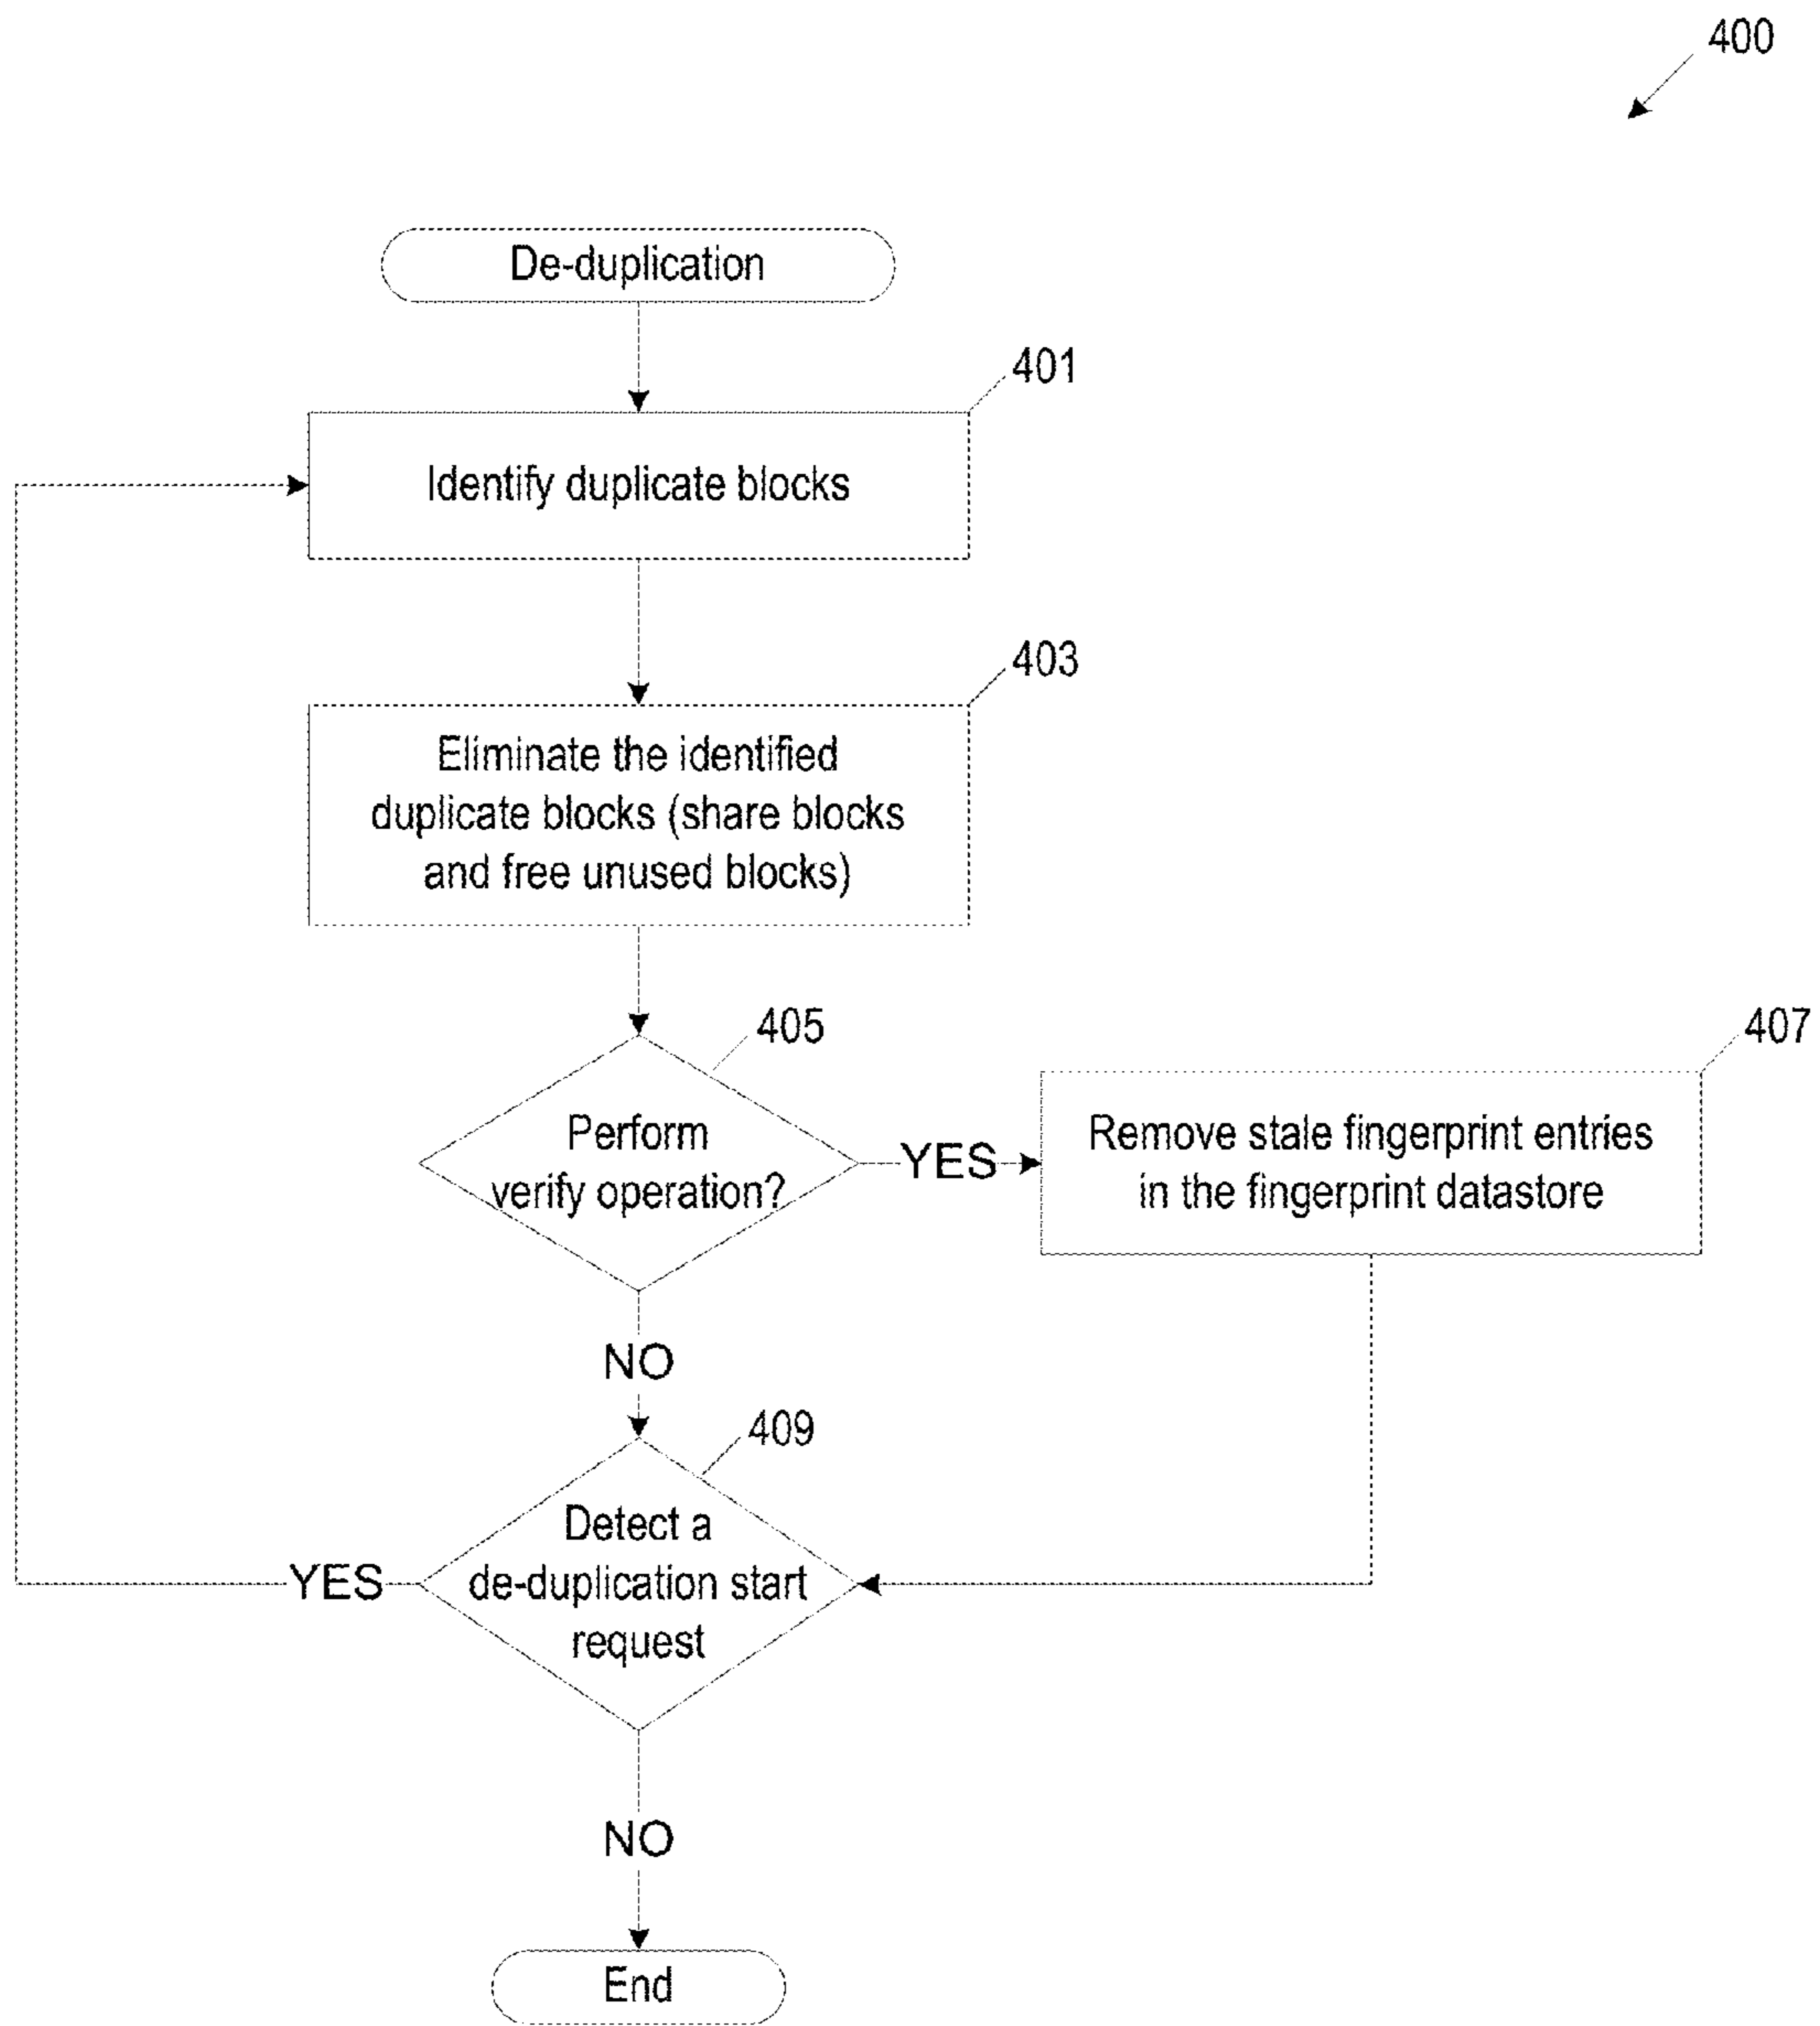 400
De-duplication
401
Identify duplicate blocks
403
Eliminate the identified
duplicate blocks (share blocks
and free unused blocks)
405
Perform
verify operation?
YES
407
Remove stale fingerprint entries
in the fingerprint datastore
NO
409
Detect a
de-duplication start
request
YES
NO
End